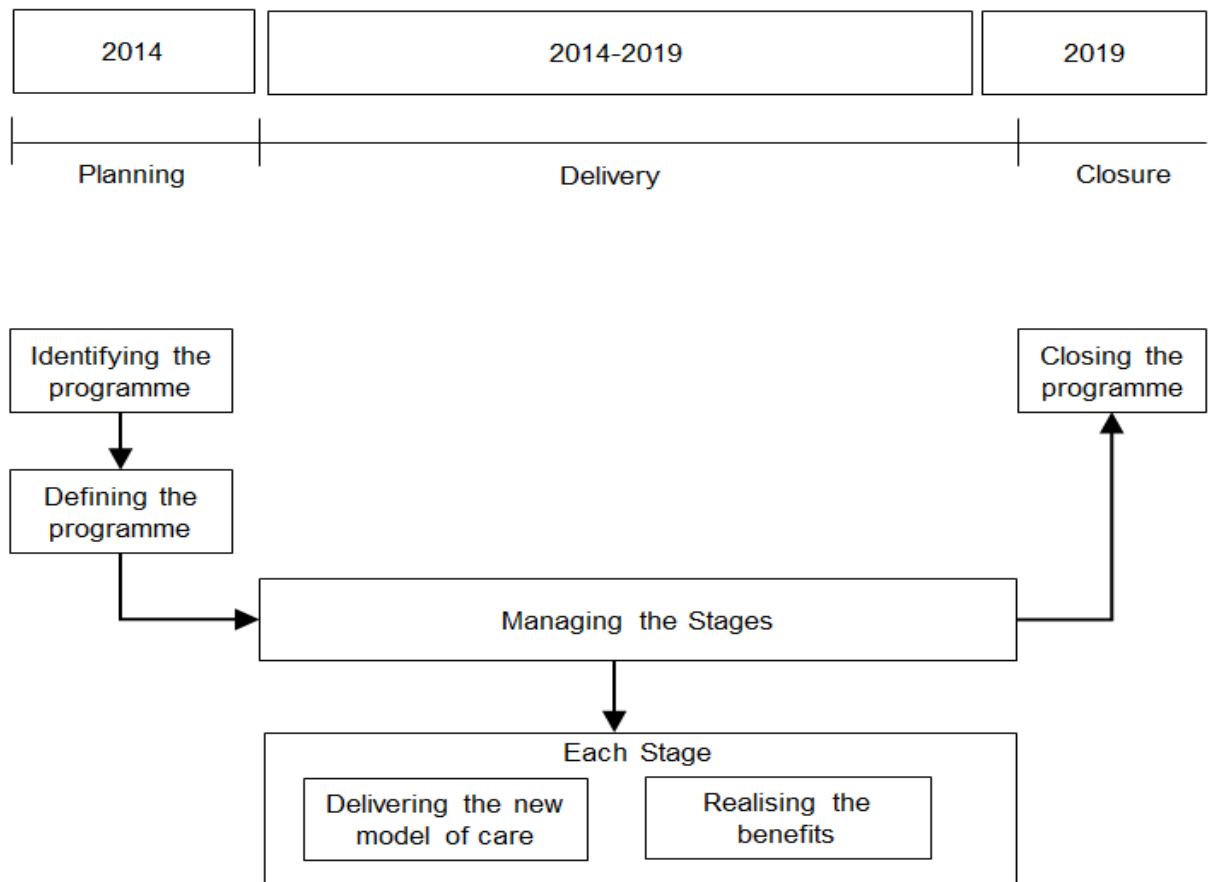 2014
2014-2019
2019
Planning
Delivery
Closure
Identifying the
programme
Closing the
programme
Defining the
programme
Managing the Stages
Each Stage
Delivering the new
model of care
Realising the
benefits